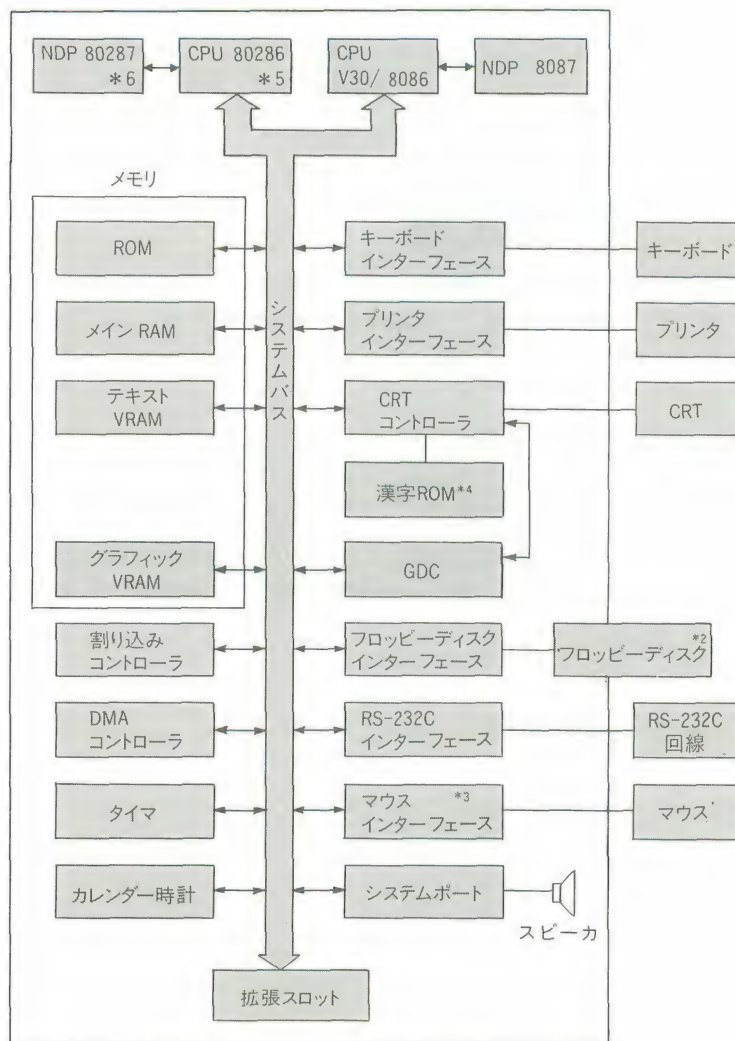 NDP 80287
*6
CPU 80286
*5
CPU
V30/8086
NDP 8087
メモリ
ROM
メイン RAM
テキスト
VRAM
グラフィック
VRAM
システムバス
キーボード
インターフェース
キーボード
プリンタ
インターフェース
プリンタ
CRT
コントローラ
CRT
漢字ROM*4
GDC
割り込み
コントローラ
フロッピーディスク
インターフェース
フロッピーディスク*2
DMA
コントローラ
RS-232C
インターフェース
RS-232C
回線
タイマ
マウス *3
インターフェース
マウス
カレンダー時計
システムポート
スピーカ
拡張スロット